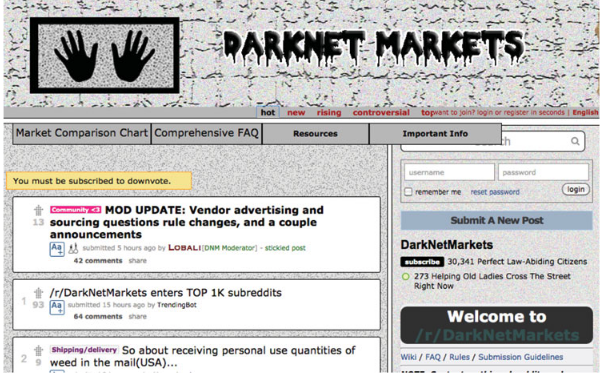 DARKNET MARKETS
hot new rising controversial top want to join? login or register in seconds | English
Market Comparison Chart Comprehensive FAQ Resources Important Info
search
username password
remember me reset password login
You must be subscribed to downvote.
Submit A New Post
Community <3 MOD UPDATE: Vendor advertising and
sourcing questions rule changes, and a couple
announcements
13
Aa+ submitted 5 hours ago by LOBALI[DNM Moderator] - stickied post
42 comments share
DarkNetMarkets
subscribe 30,341 Perfect Law-Abiding Citizens
273 Helping Old Ladies Cross The Street
Right Now
1 /r/DarkNetMarkets enters TOP 1K subreddits
93 Aa+ submitted 15 hours ago by TrendingBot
64 comments share
Welcome to
/r/DarkNetMarkets
2 Shipping/delivery So about receiving personal use quantities of
9 weed in the mail(USA)...
Wiki / FAQ / Rules / Submission Guidelines